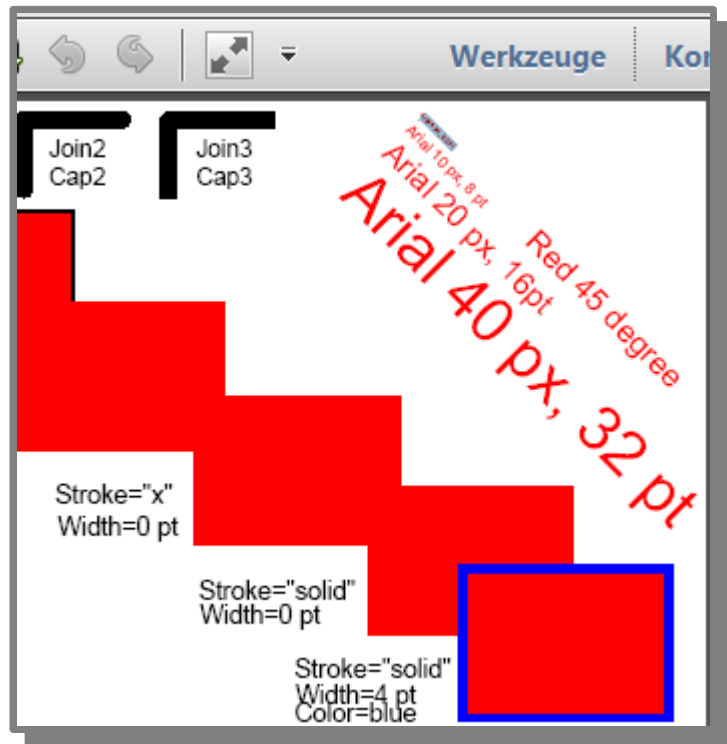 Werkzeuge
Kor
Join2
Cap2
Join3
Cap3
Arial 10 px, 8 pt
Arial 20 px, 16pt
Arial 40 px, 32 pt
Red 45 degree
Stroke="x"
Width=0 pt
Stroke="solid"
Width=0 pt
Stroke="solid"
Width=4 pt
Color=blue